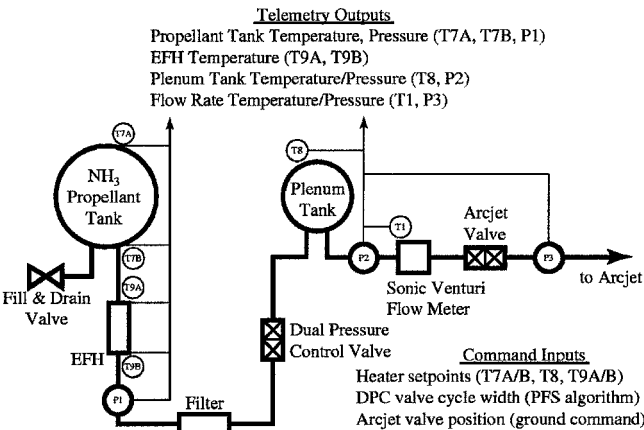 Telemetry Outputs
Propellant Tank Temperature, Pressure (T7A, T7B, P1)
EFH Temperature (T9A, T9B)
Plenum Tank Temperature/Pressure (T8, P2)
Flow Rate Temperature/Pressure (T1, P3)
T7A
NH3
Propellant
Tank
T7B
T9A
Fill & Drain
Valve
EFH
T9B
P1
Filter
T8
Plenum
Tank
T1
P2
Sonic Venturi
Flow Meter
Arcjet
Valve
P3
to Arcjet
Dual Pressure
Control Valve
Command Inputs
Heater setpoints (T7A/B, T8, T9A/B)
DPC valve cycle width (PFS algorithm)
Arcjet valve position (ground command)